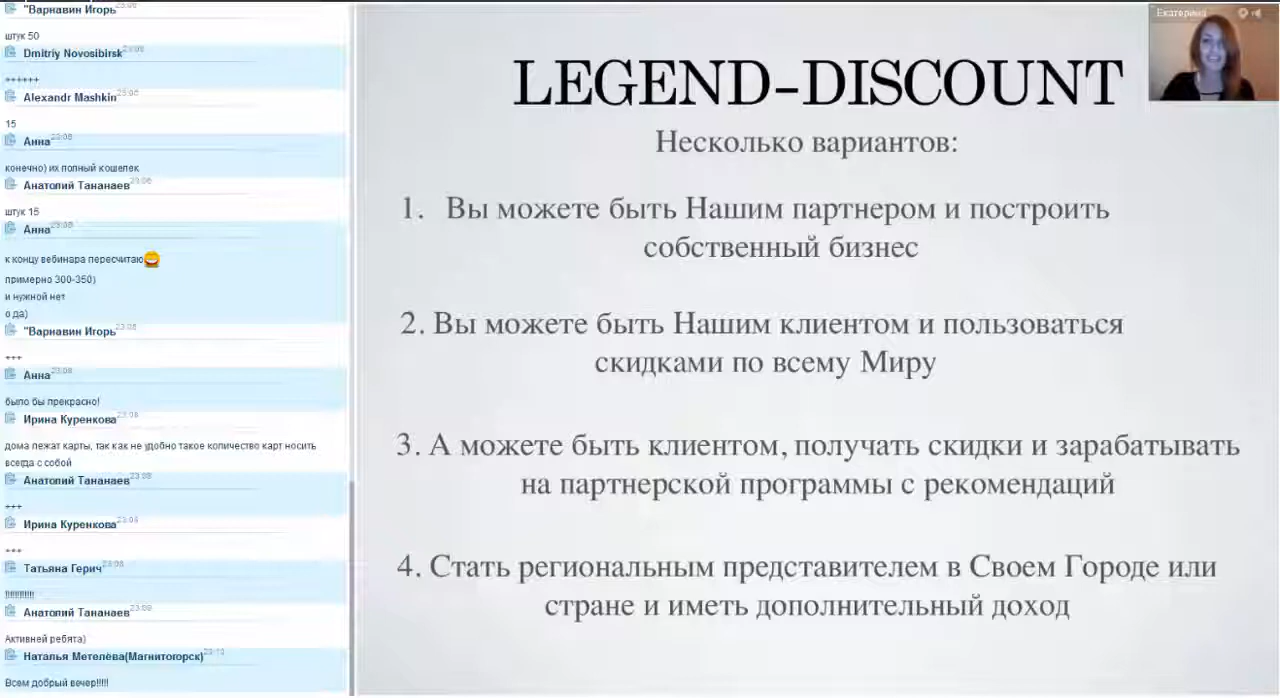 "Варнавин Игорь
штук 50
Dmitriy Novosibirsk
++++++
Alexandr Mashkin
15
Анна
конечно) их полный кошелек
Анатолий Тананаев
штук 15
Анна
к концу вебинара пересчитаю
примерно 300-350)
и нужной нет
о да)
"Варнавин Игорь
+++
Анна
было бы прекрасно!
Ирина Куренкова
дома лежат карты, так как не удобно такое количество карт носить
всегда с собой
Анатолий Тананаев
+++
Ирина Куренкова
+++
Татьяна Герич
Анатолий Тананаев
Активней ребята)
Наталья Метелёва(Магнитогорск)
Всем добрый вечер!!!!!
Екатерина
LEGEND-DISCOUNT
Несколько вариантов:
1. Вы можете быть Нашим партнером и построить
собственный бизнес
2. Вы можете быть Нашим клиентом и пользоваться
скидками по всему Миру
3. А можете быть клиентом, получать скидки и зарабатывать
на партнерской программы с рекомендаций
4. Стать региональным представителем в Своем Городе или
стране и иметь дополнительный доход